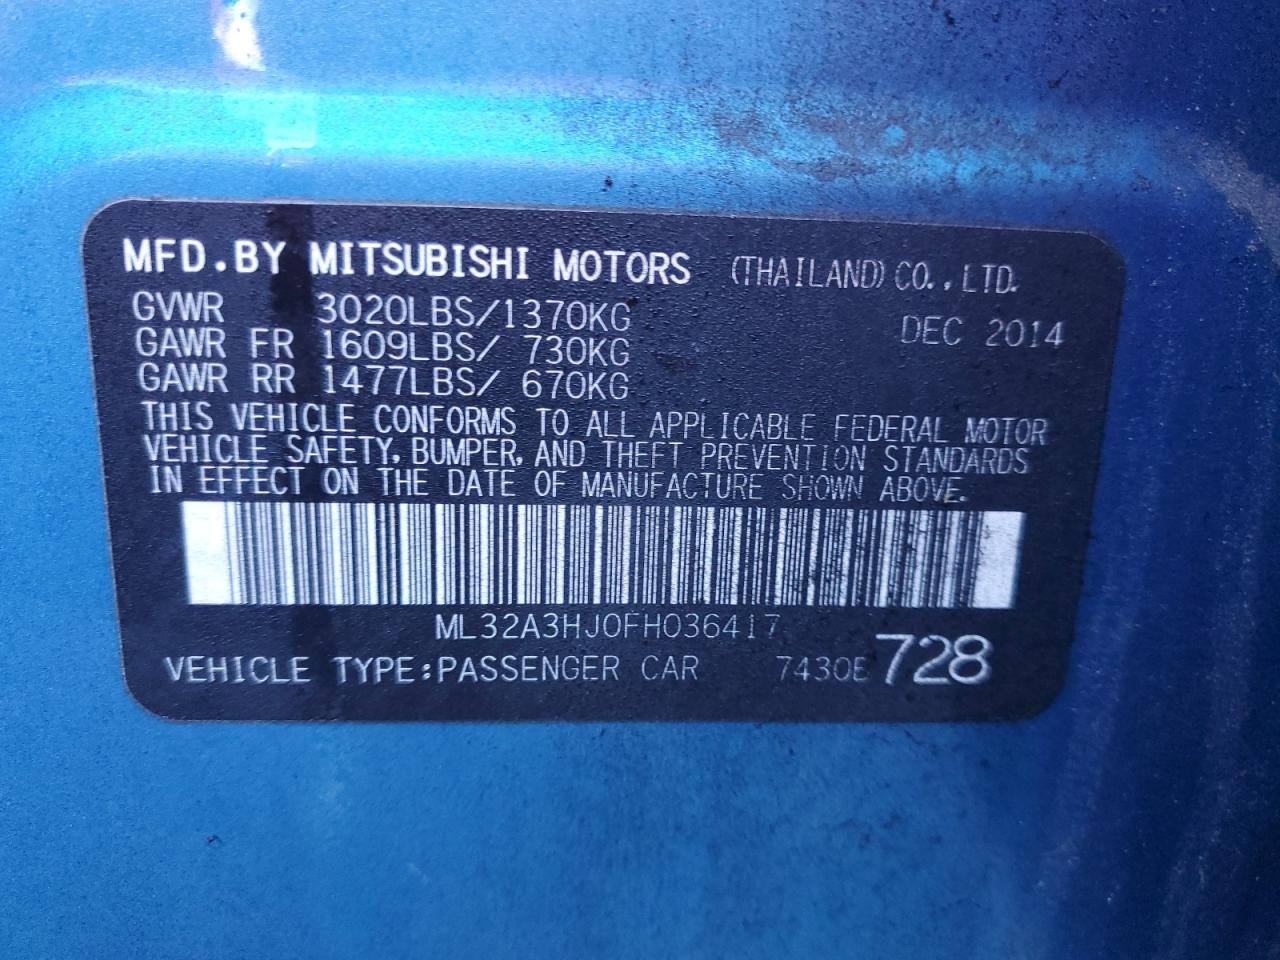 MFD.BY MITSUBISHI MOTORS (THAILAND) CO., LTD.
GVWR 3020LBS/1370KG DEC 2014
GAWR FR 1609LBS/ 730KG
GAWR RR 1477LBS/ 670KG
THIS VEHICLE CONFORMS TO ALL APPLICABLE FEDERAL MOTOR
VEHICLE SAFETY, BUMPER, AND THEFT PREVENTION STANDARDS
IN EFFECT ON THE DATE OF MANUFACTURE SHOWN ABOVE.
ML32A3HJ0FH036417
VEHICLE TYPE:PASSENGER CAR 7430E 728